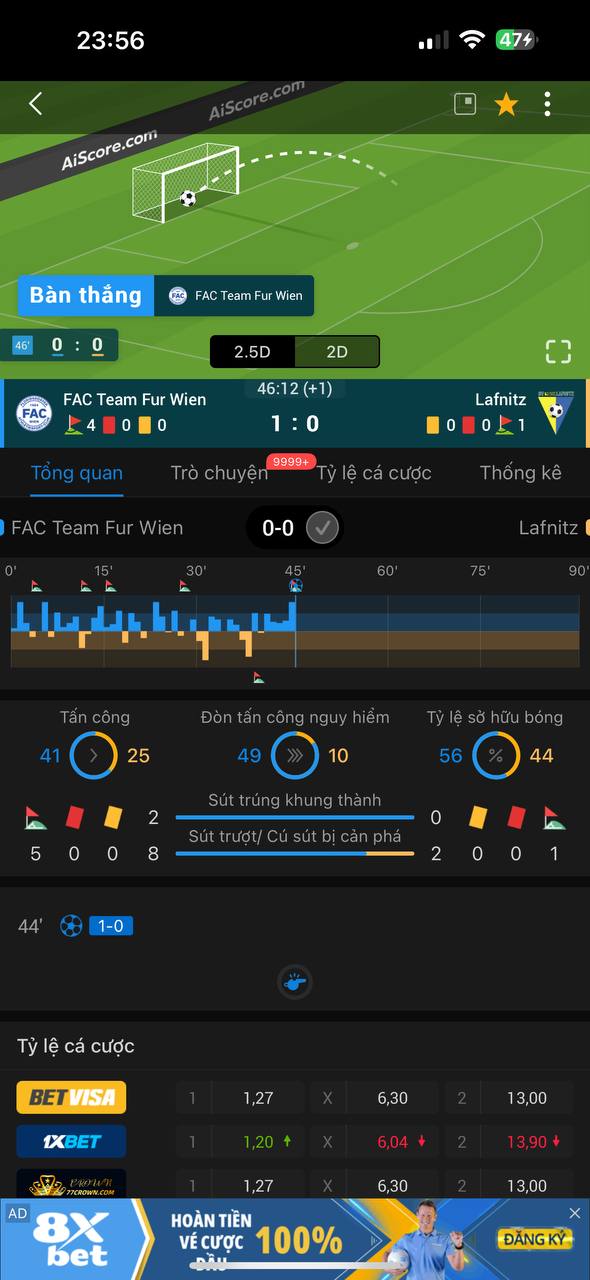 23:56
47
AiScore.com
AiScore.com
Bàn thắng
FAC
FAC Team Fur Wien
46'
0 : 0
2.5D
2D
46:12 (+1)
FAC Team Fur Wien
Lafnitz
FAC
WIEN
4 0 0
1 : 0
0 0 1
9999+
Tổng quan
Trò chuyện
Tỷ lệ cá cược
Thống kê
FAC Team Fur Wien
0-0
Lafnitz
0' 15' 30' 45' 60' 75' 90'
Tấn công
Đòn tấn công nguy hiểm
Tỷ lệ sở hữu bóng
41 25
49 10
56 % 44
Sút trúng khung thành
2 0
Sút trượt/ Cú sút bị cản phá
5 0 0 8
2 0 0 1
44'
1-0
Tỷ lệ cá cược
BETVISA
1 1,27 X 6,30 2 13,00
1XBET
1 1,20 X 6,04 2 13,90
CROWN
77CROWN.COM
1 1,27 X 6,30 2 13,00
AD
8X
bet
HOÀN TIỀN
VÉ CƯỢC
ĐẦU
100%
ĐĂNG KÝ